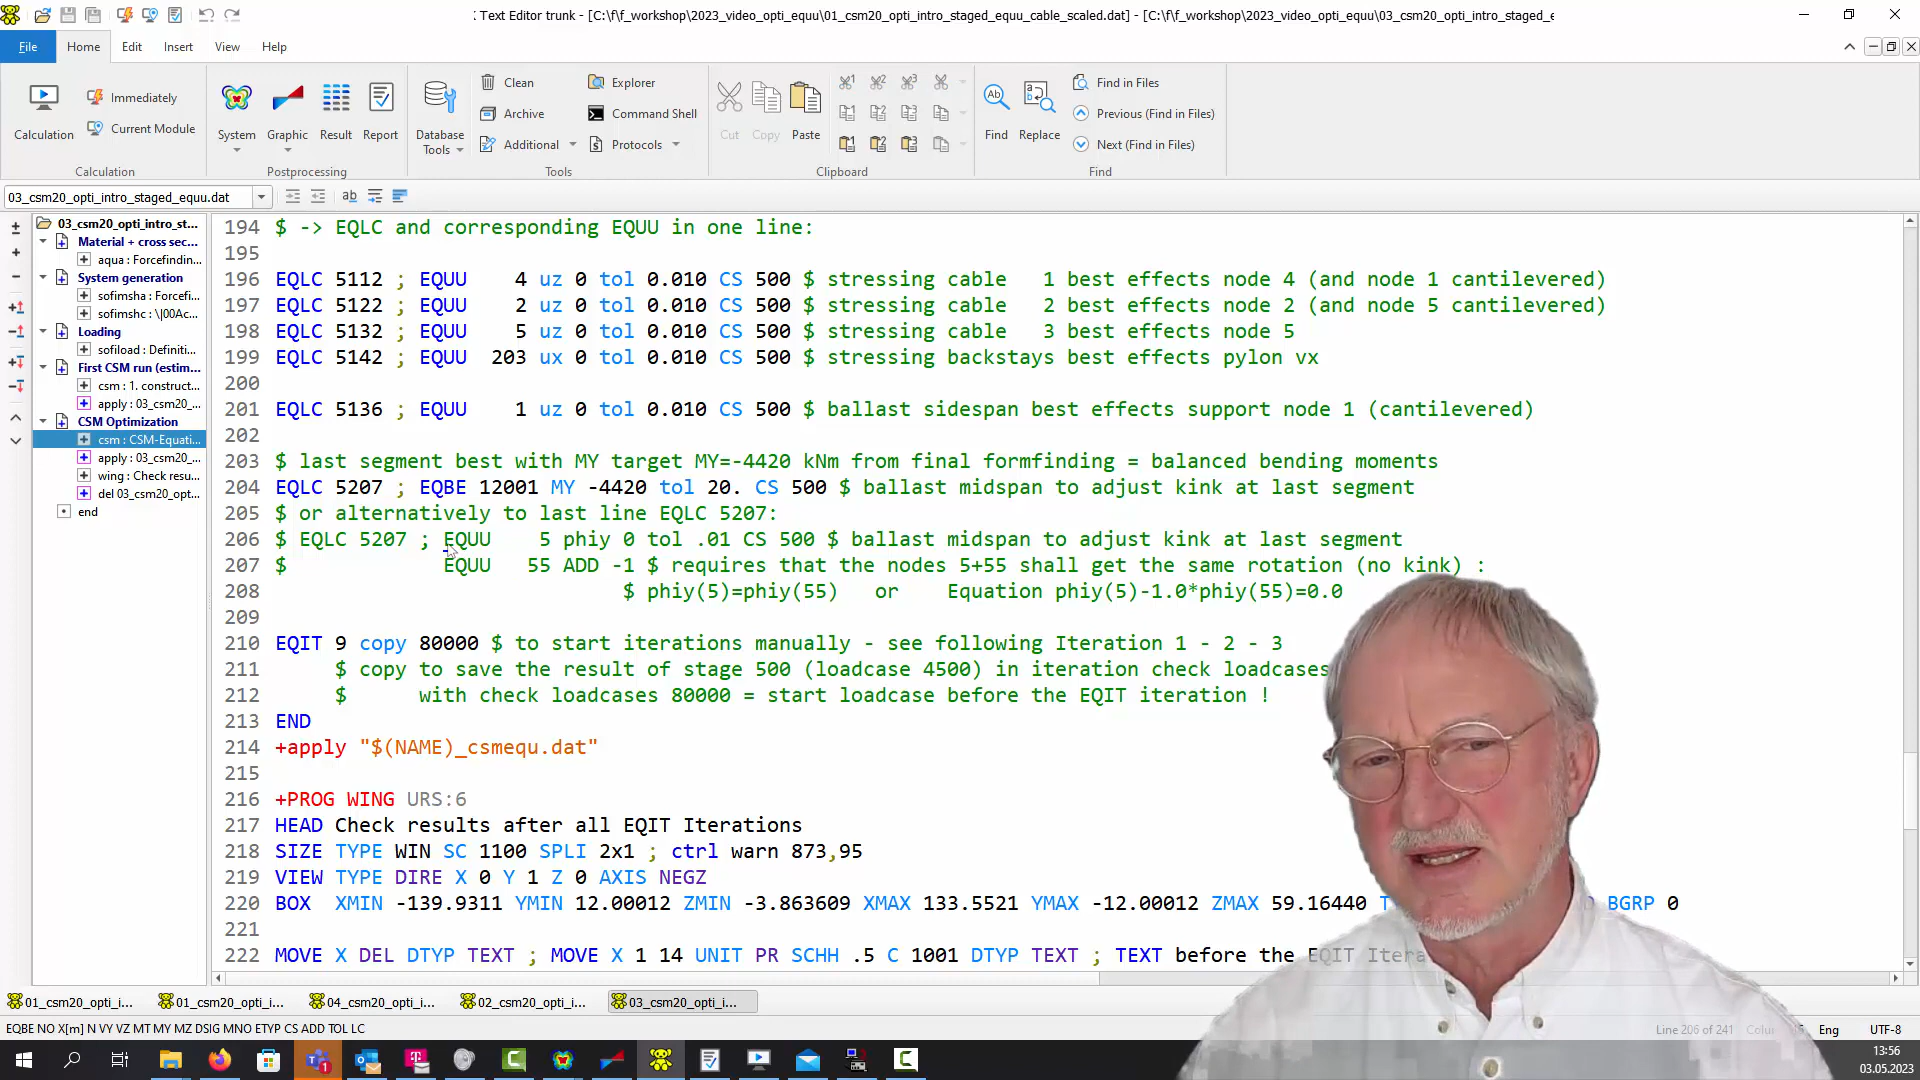 X Text Editor trunk - [C:\f\f_workshop\2023_video_opti_equu\01_csm20_opti_intro_staged_equu_cable_scaled.dat] - [C:\f\f_workshop\2023_video_opti_equu\03_csm20_opti_intro_staged_e
File Home Edit Insert View Help
Calculation Immediately Current Module
Calculation
System Graphic Result Report
Postprocessing
Database Tools Clean Archive Additional Explorer Command Shell Protocols
Tools
Cut Copy Paste
Clipboard
Find Replace Find in Files Previous (Find in Files) Next (Find in Files)
Find
03_csm20_opti_intro_staged_equu.dat
03_csm20_opti_intro_st...
Material + cross sec...
aqua : Forcefindin...
System generation
sofimsha : Forcefi...
sofimshc : \|00Ac...
Loading
sofiload : Definiti...
First CSM run (estim...
csm : 1. construct...
apply : 03_csm20_...
CSM Optimization
csm : CSM-Equati...
apply : 03_csm20_...
wing : Check resu...
del 03_csm20_opt...
end
194 $ -> EQLC and corresponding EQUU in one line:
195
196 EQLC 5112 ; EQUU 4 uz 0 tol 0.010 CS 500 $ stressing cable 1 best effects node 4 (and node 1 cantilevered)
197 EQLC 5122 ; EQUU 2 uz 0 tol 0.010 CS 500 $ stressing cable 2 best effects node 2 (and node 5 cantilevered)
198 EQLC 5132 ; EQUU 5 uz 0 tol 0.010 CS 500 $ stressing cable 3 best effects node 5
199 EQLC 5142 ; EQUU 203 ux 0 tol 0.010 CS 500 $ stressing backstays best effects pylon vx
200
201 EQLC 5136 ; EQUU 1 uz 0 tol 0.010 CS 500 $ ballast sidespan best effects support node 1 (cantilevered)
202
203 $ last segment best with MY target MY=-4420 kNm from final formfinding = balanced bending moments
204 EQLC 5207 ; EQBE 12001 MY -4420 tol 20. CS 500 $ ballast midspan to adjust kink at last segment
205 $ or alternatively to last line EQLC 5207:
206 $ EQLC 5207 ; EQUU 5 phiy 0 tol .01 CS 500 $ ballast midspan to adjust kink at last segment
207 $ EQUU 55 ADD -1 $ requires that the nodes 5+55 shall get the same rotation (no kink) :
208 $ phiy(5)=phiy(55) or Equation phiy(5)-1.0*phiy(55)=0.0
209
210 EQIT 9 copy 80000 $ to start iterations manually - see following Iteration 1 - 2 - 3
211 $ copy to save the result of stage 500 (loadcase 4500) in iteration check loadcases
212 $ with check loadcases 80000 = start loadcase before the EQIT iteration !
213 END
214 +apply "$(NAME)_csmequ.dat"
215
216 +PROG WING URS:6
217 HEAD Check results after all EQIT Iterations
218 SIZE TYPE WIN SC 1100 SPLI 2x1 ; ctrl warn 873,95
219 VIEW TYPE DIRE X 0 Y 1 Z 0 AXIS NEGZ
220 BOX XMIN -139.9311 YMIN 12.00012 ZMIN -3.863609 XMAX 133.5521 YMAX -12.00012 ZMAX 59.16440 BGRP 0
221
222 MOVE X DEL DTYP TEXT ; MOVE X 1 14 UNIT PR SCHH .5 C 1001 DTYP TEXT ; TEXT before the EQIT Itera
01_csm20_opti_i... 01_csm20_opti_i... 04_csm20_opti_i... 02_csm20_opti_i... 03_csm20_opti_i...
EQBE NO X[m] N VY VZ MT MY MZ DSIG MNO ETYP CS ADD TOL LC Line 206 of 241 Eng UTF-8
13:56
03.05.2023